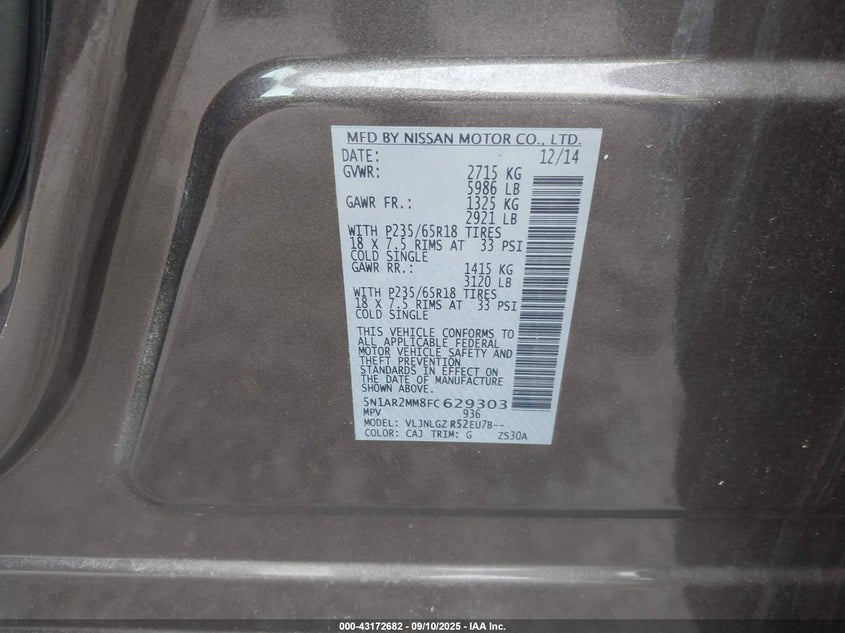 MFD BY NISSAN MOTOR CO., LTD.
DATE: 12/14
GVWR: 2715 KG
5986 LB
GAWR FR.: 1325 KG
2921 LB
WITH P235/65R18 TIRES
18 X 7.5 RIMS AT 33 PSI
COLD SINGLE
GAWR RR.: 1415 KG
3120 LB
WITH P235/65R18 TIRES
18 X 7.5 RIMS AT 33 PSI
COLD SINGLE
THIS VEHICLE CONFORMS TO
ALL APPLICABLE FEDERAL
MOTOR VEHICLE SAFETY AND
THEFT PREVENTION
STANDARDS IN EFFECT ON
THE DATE OF MANUFACTURE
SHOWN ABOVE.
5N1AR2MM8FC629303
MPV 936
MODEL: VLJNLGZ R52EU7B--
COLOR: CAJ TRIM: G ZS30A
000-43172682 - 09/10/2025 - IAA Inc.